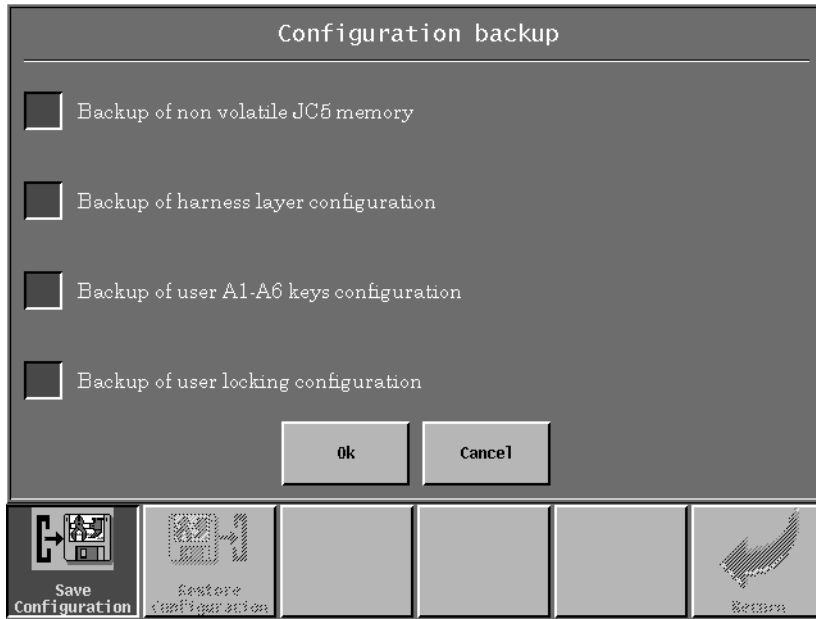 Configuration backup
Backup of non volatile JC5 memory
Backup of harness layer configuration
Backup of user A1-A6 keys configuration
Backup of user locking configuration
Ok
Cancel
Save
Configuration
Restore
Configuration
Return